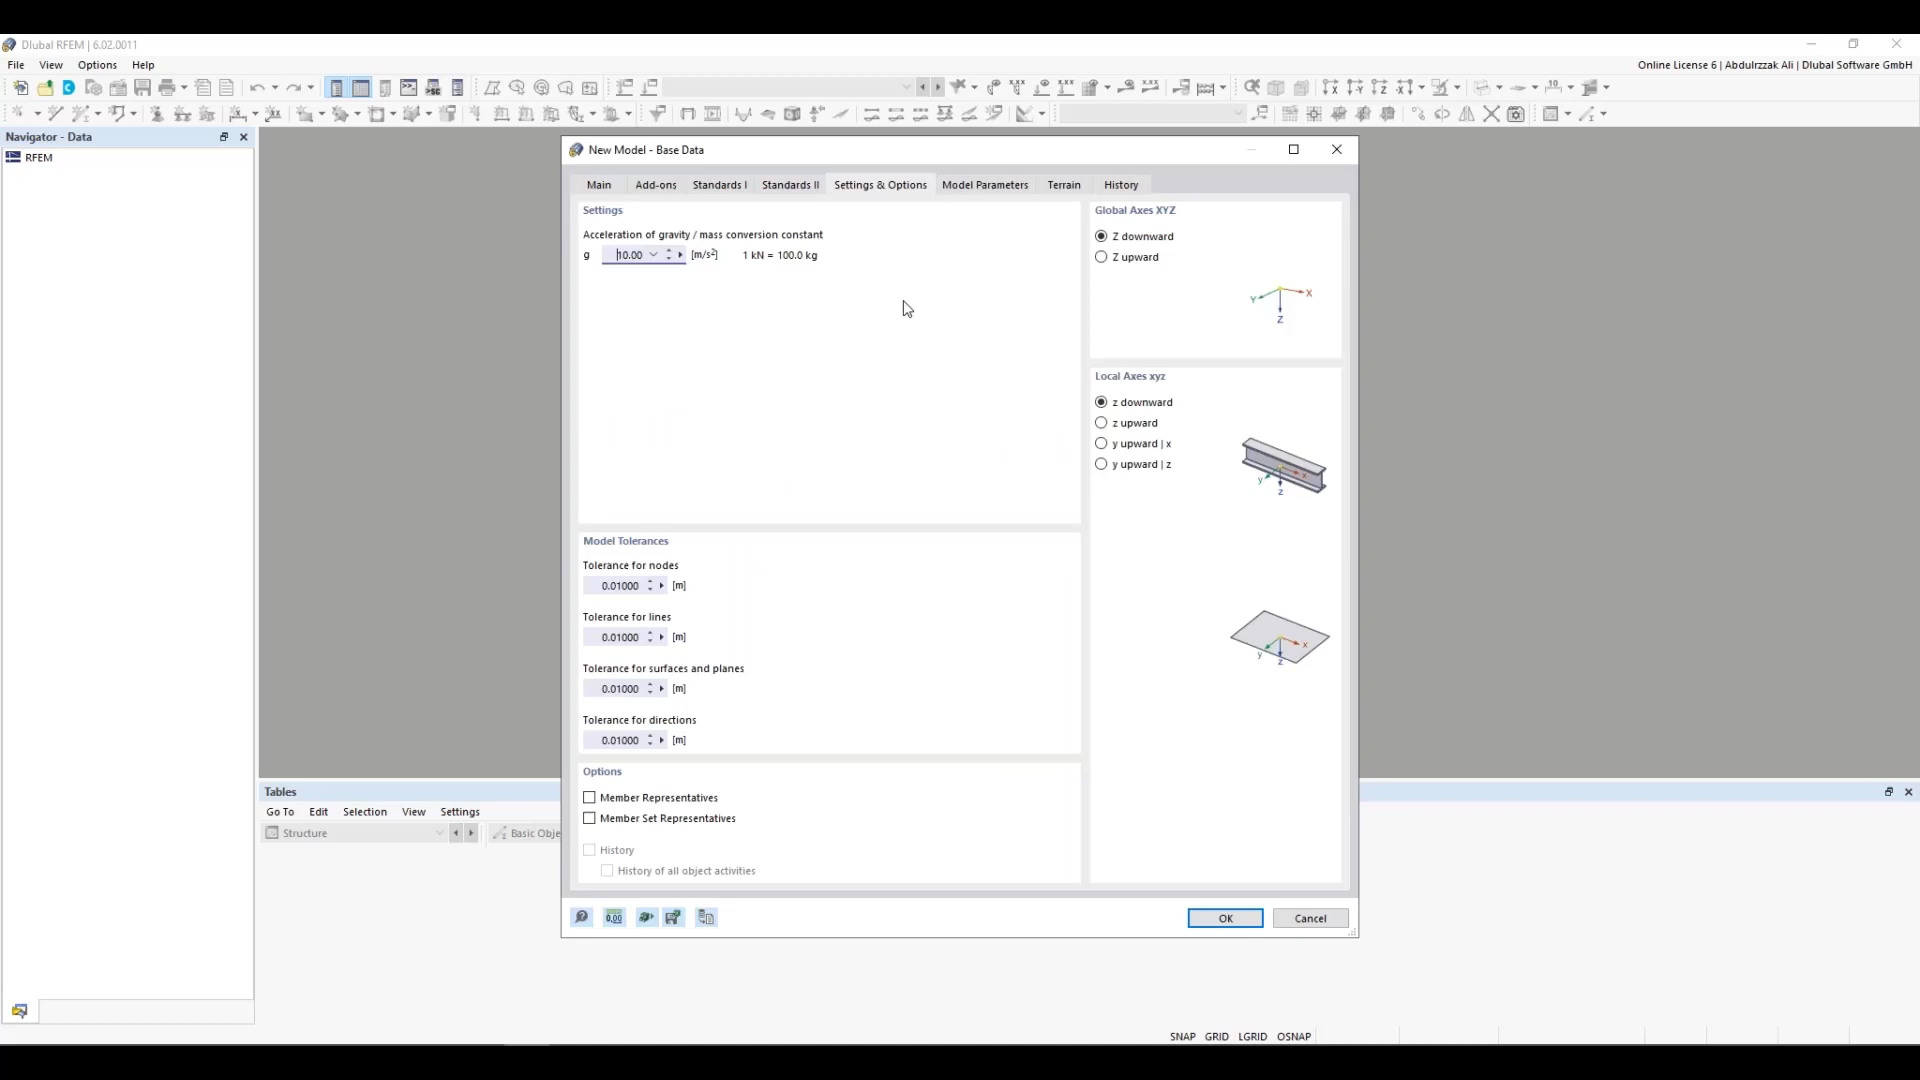 Dlubal RFEM | 6.02.0011
File View Options Help
Online License 6 | Abdulrzzak Ali | Dlubal Software GmbH
Navigator - Data
RFEM
New Model - Base Data
Main Add-ons Standards I Standards II Settings & Options Model Parameters Terrain History
Settings
Acceleration of gravity / mass conversion constant
g 10.00 [m/s²] 1 kN = 100.0 kg
Global Axes XYZ
Z downward
Z upward
Y X
Z
Local Axes xyz
z downward
z upward
y upward | x
y upward | z
y x
z
y x
z
Model Tolerances
Tolerance for nodes
0.01000 [m]
Tolerance for lines
0.01000 [m]
Tolerance for surfaces and planes
0.01000 [m]
Tolerance for directions
0.01000 [m]
Options
Member Representatives
Member Set Representatives
History
History of all object activities
OK Cancel
Tables
Go To Edit Selection View Settings
Structure Basic Obje
SNAP GRID LGRID OSNAP